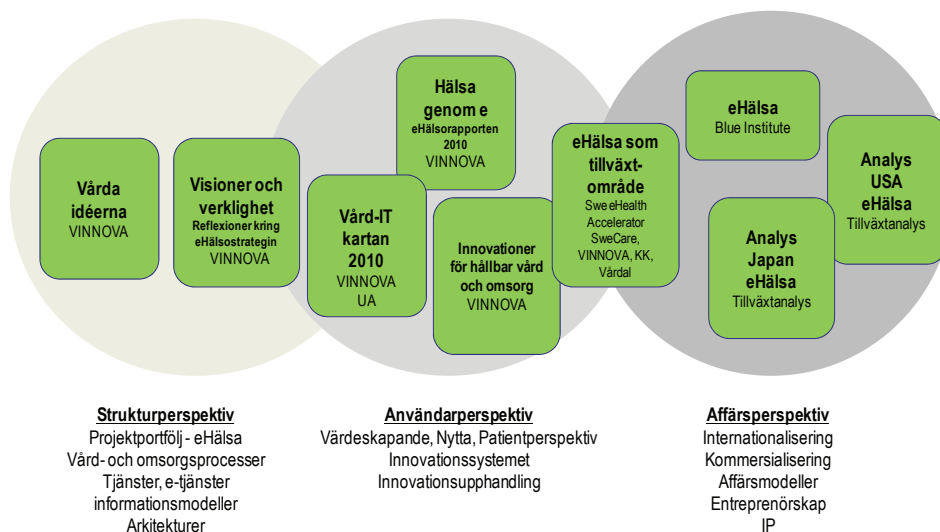 Vårda
idéerna
VINNOVA
Visioner och
verklighet
Reflexioner kring
eHälsostrategin
VINNOVA
Hälsa
genom e
eHälsorapporten
2010
VINNOVA
Vård-IT
kartan
2010
VINNOVA
UA
Innovationer
för hållbar vård
och omsorg
VINNOVA
eHälsa som
tillväxt-
område
Swe eHealth
Accelerator
SweCare,
VINNOVA, KK,
Vårdal
eHälsa
Blue Institute
Analys
Japan
eHälsa
Tillväxtanalys
Analys
USA
eHälsa
Tillväxtanalys
Strukturperspektiv
Projektportfölj - eHälsa
Vård- och omsorgsprocesser
Tjänster, e-tjänster
informationsmodeller
Arkitekturer
Användarperspektiv
Värdeskapande, Nytta, Patientperspektiv
Innovationssystemet
Innovationsupphandling
Affärsperspektiv
Internationalisering
Kommersialisering
Affärsmodeller
Entreprenörskap
IP